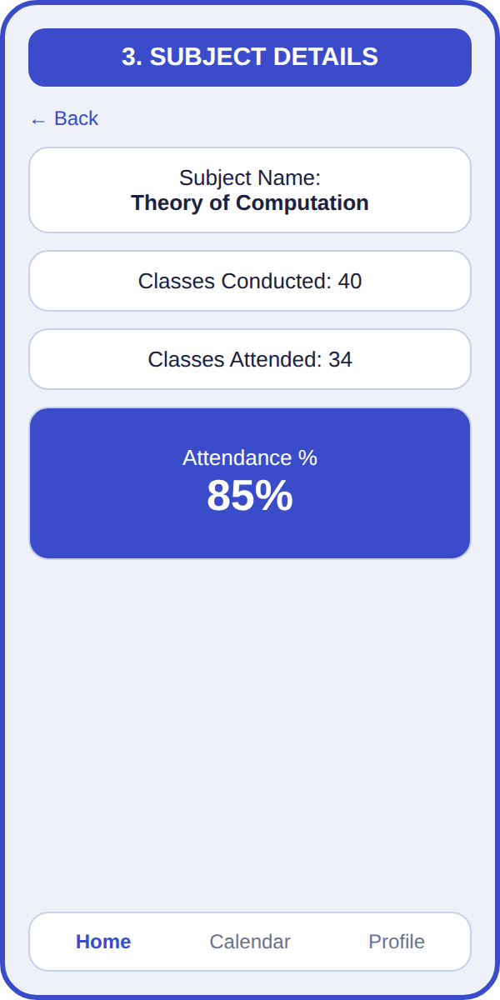 3. SUBJECT DETAILS
← Back
Subject Name:
Theory of Computation
Classes Conducted: 40
Classes Attended: 34
Attendance %
85%
Home Calendar Profile